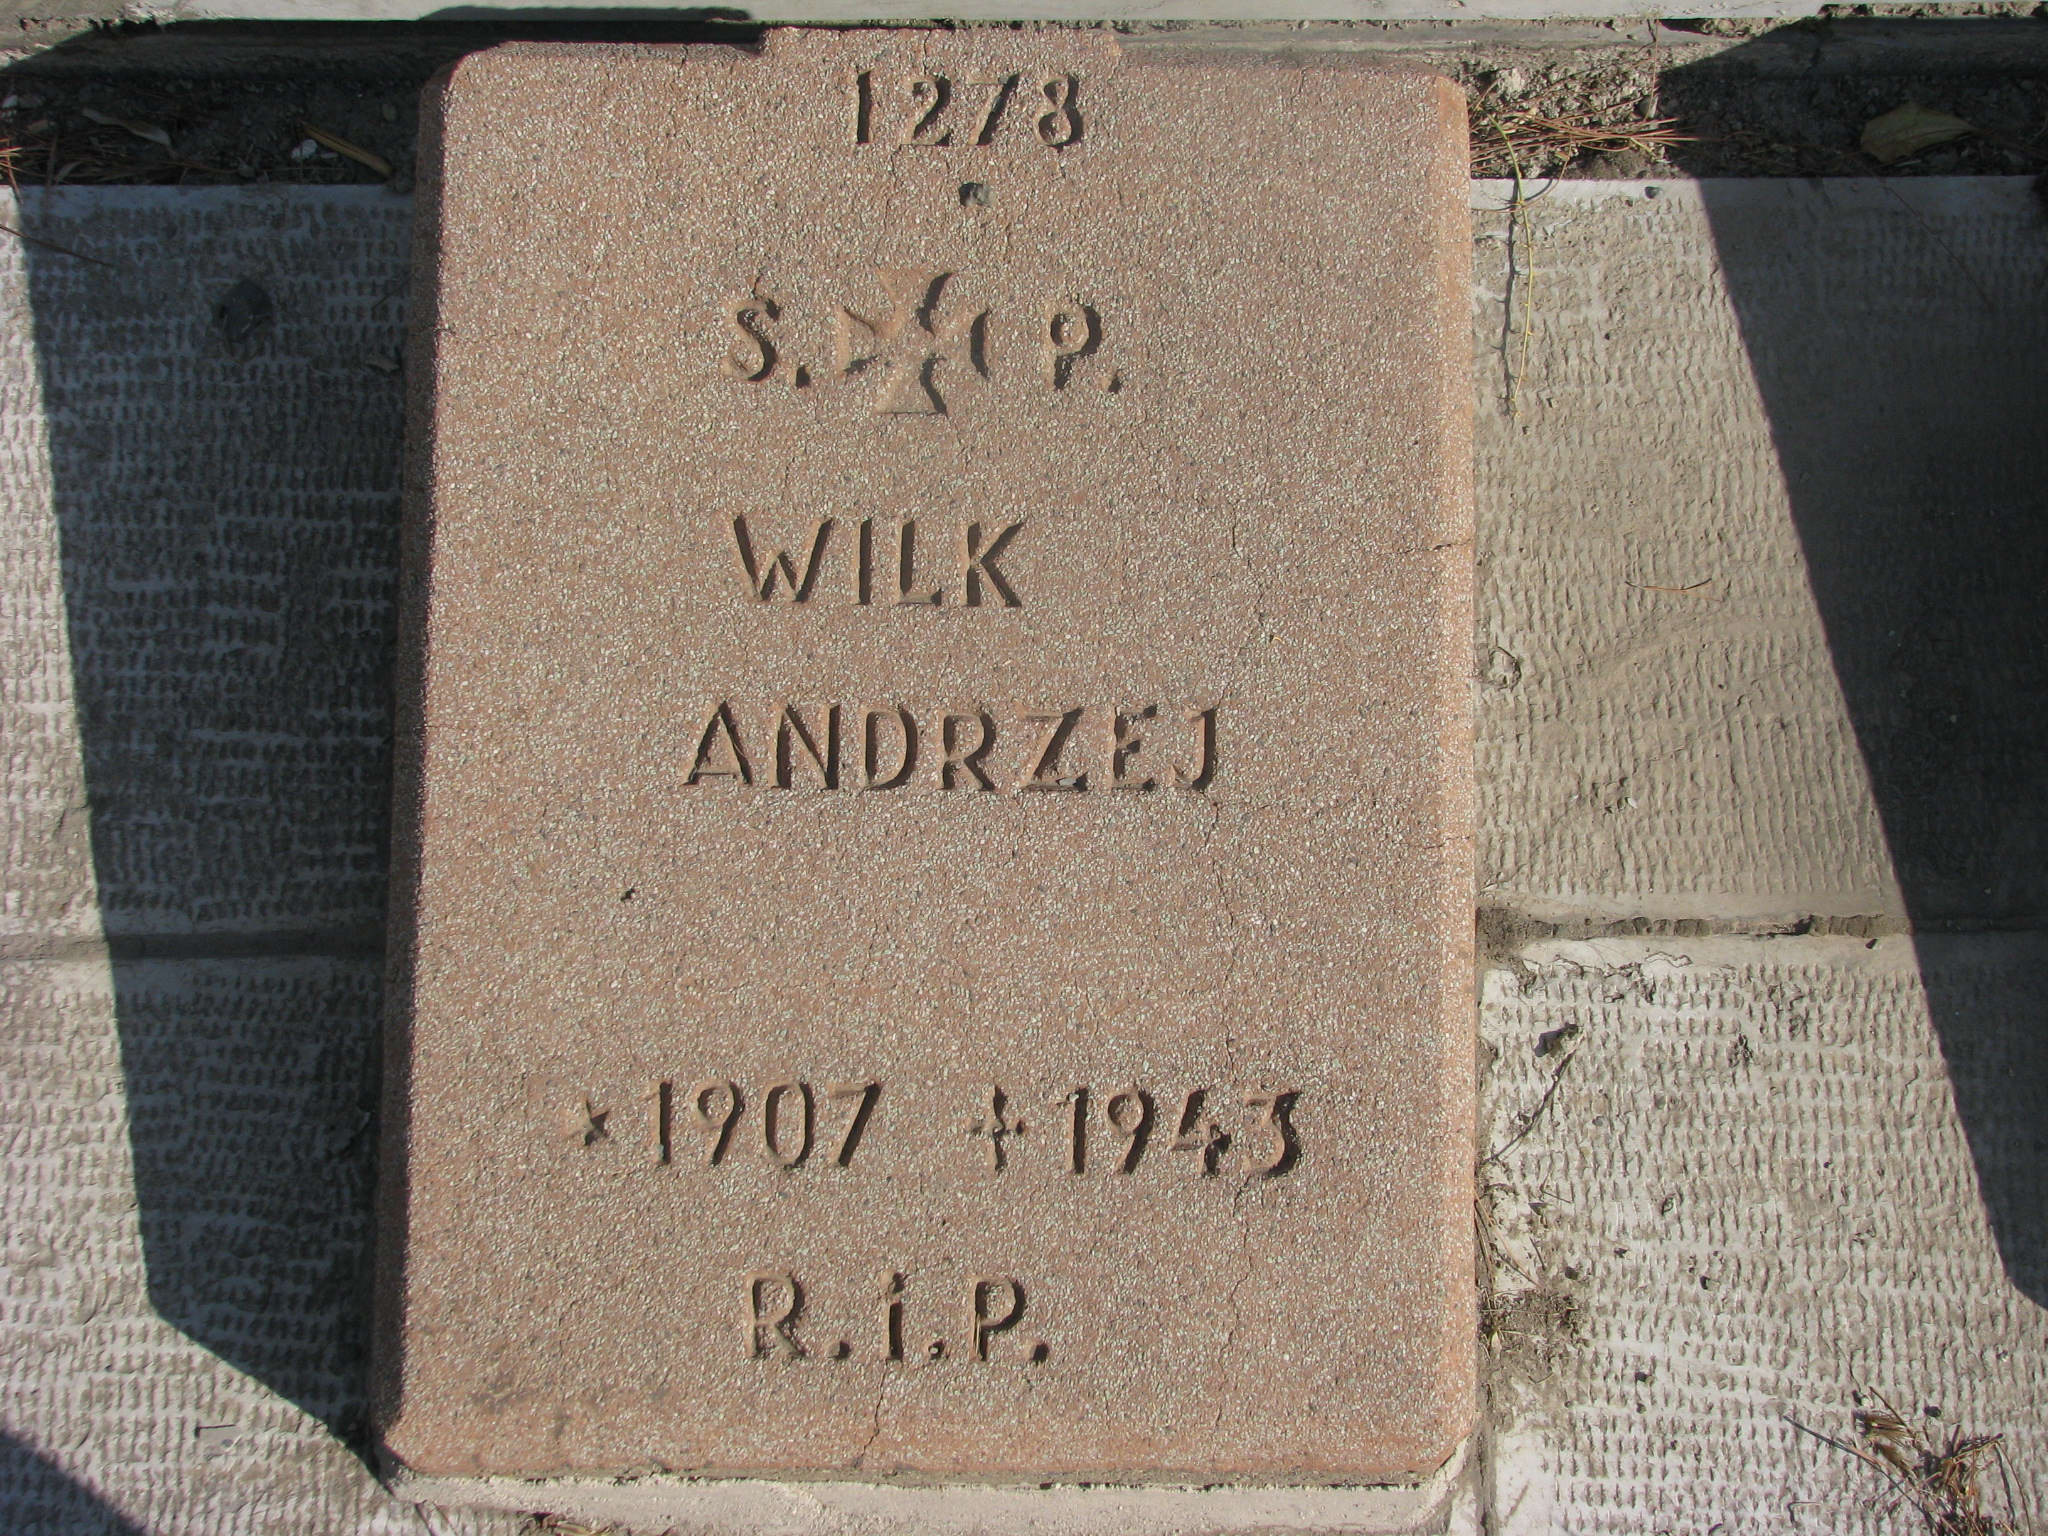 1278
S. P.
WILK
ANDRZEJ
*1907 +1943
R.i.P.